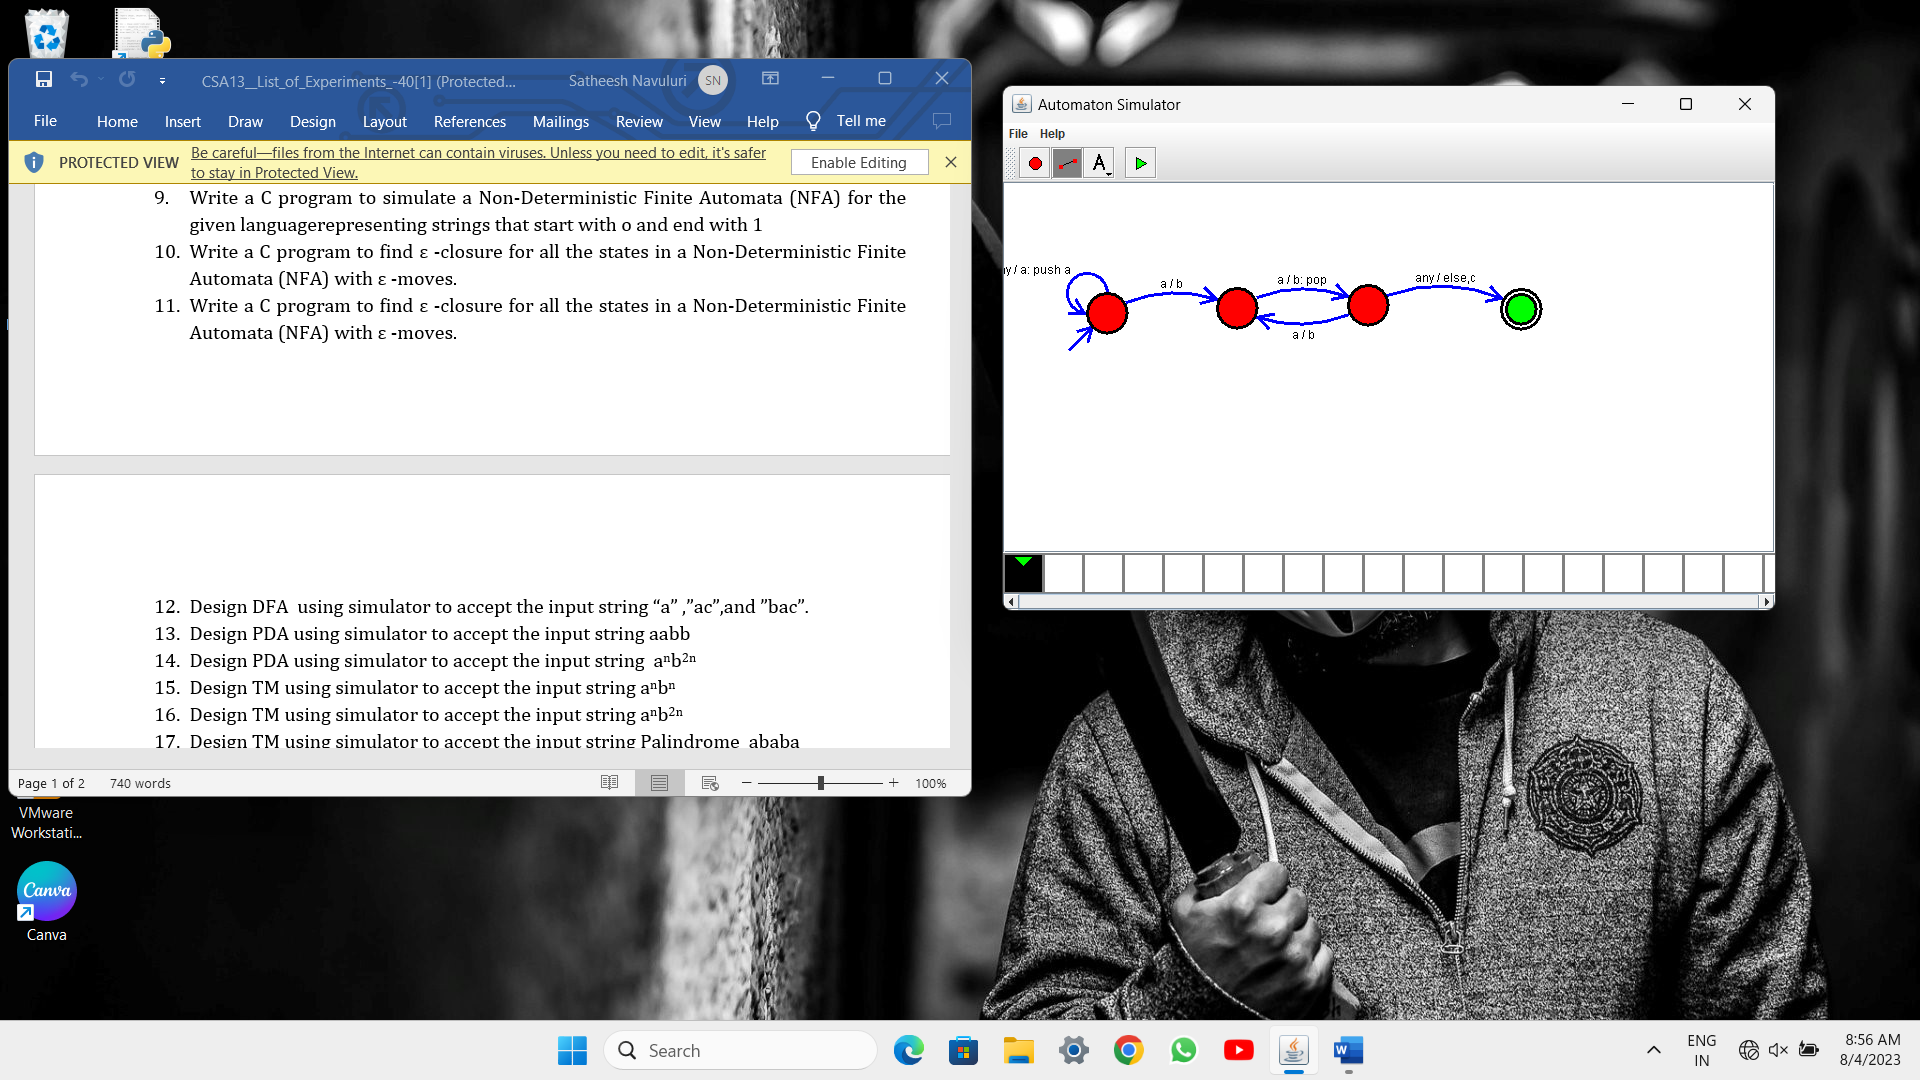 CSA13__List_of_Experiments_-40[1] (Protected...
Satheesh Navuluri
SN
File Home Insert Draw Design Layout References Mailings Review View Help Tell me
PROTECTED VIEW
Be careful—files from the Internet can contain viruses. Unless you need to edit, it's safer
to stay in Protected View.
Enable Editing
9. Write a C program to simulate a Non-Deterministic Finite Automata (NFA) for the
given languagerepresenting strings that start with o and end with 1
10. Write a C program to find ε -closure for all the states in a Non-Deterministic Finite
Automata (NFA) with ε -moves.
11. Write a C program to find ε -closure for all the states in a Non-Deterministic Finite
Automata (NFA) with ε -moves.
12. Design DFA using simulator to accept the input string “a” ,”ac”,and ”bac”.
13. Design PDA using simulator to accept the input string aabb
14. Design PDA using simulator to accept the input string aⁿb²ⁿ
15. Design TM using simulator to accept the input string aⁿbⁿ
16. Design TM using simulator to accept the input string aⁿb²ⁿ
17. Design TM using simulator to accept the input string Palindrome ababa
Page 1 of 2 740 words
100%
Automaton Simulator
File Help
A
y / a: push a
a / b
a / b: pop
any / else,c
a / b
VMware
Workstati...
Canva
Canva
Search
W
ENG
IN
8:56 AM
8/4/2023